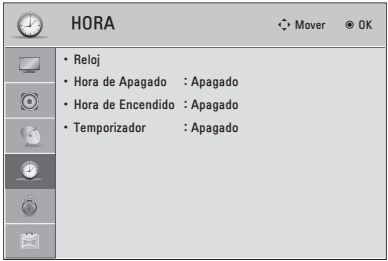 HORA Mover OK
• Reloj
• Hora de Apagado : Apagado
• Hora de Encendido : Apagado
• Temporizador : Apagado